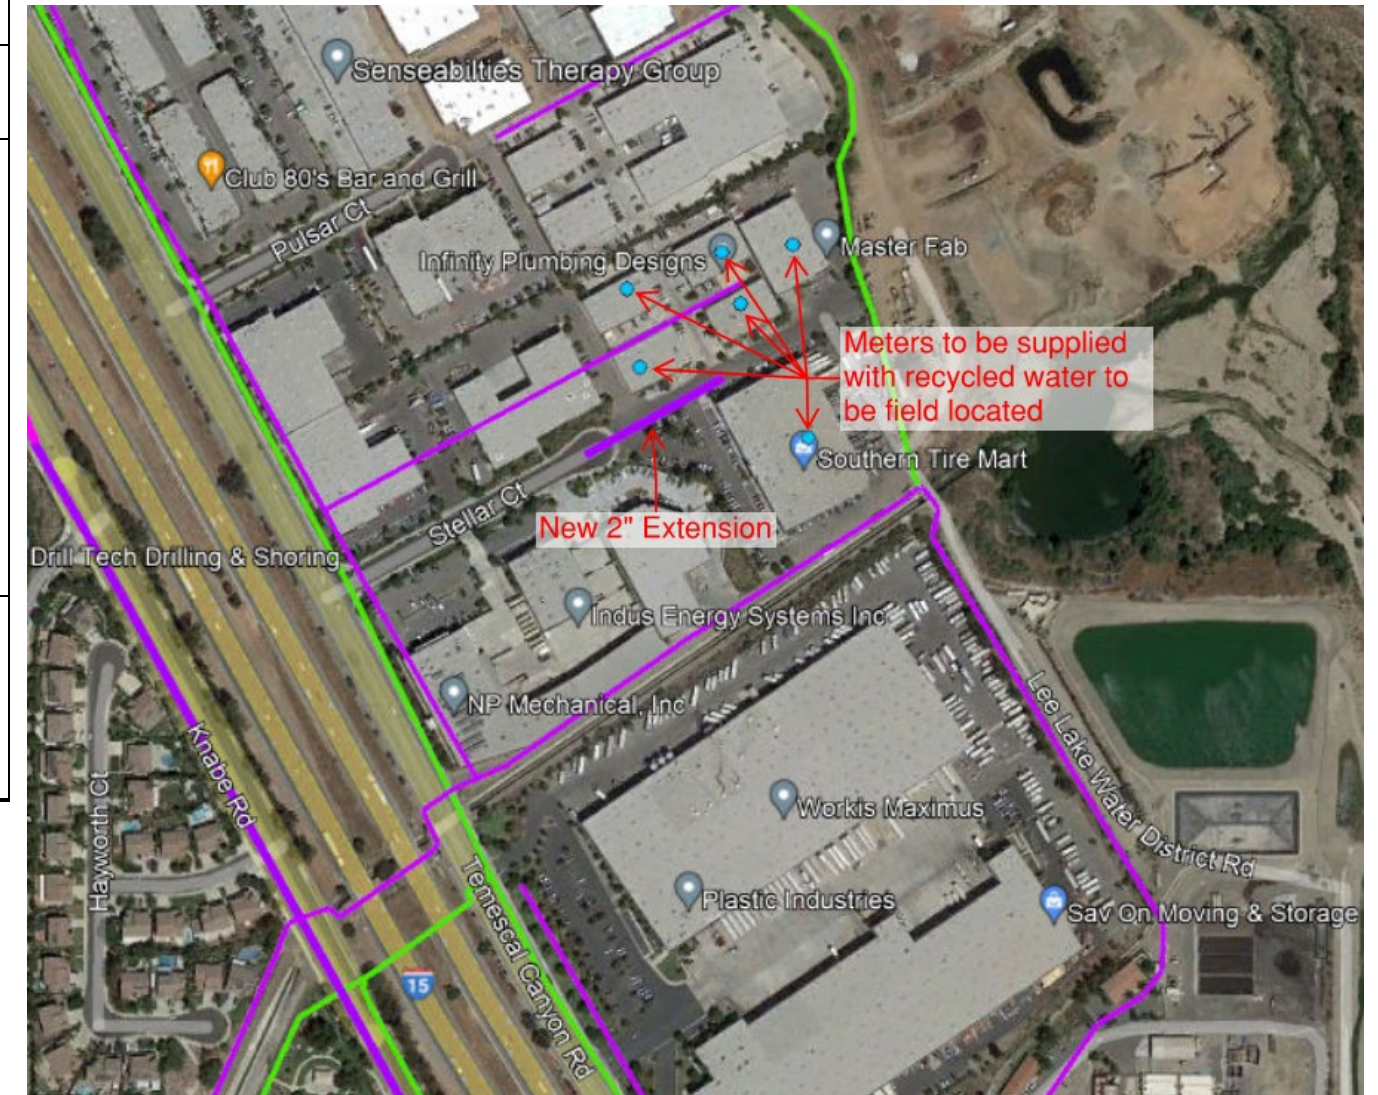 Senseabilties Therapy Group
Club 80's Bar and Grill
Pulsar Ct
Infinity Plumbing Designs
Master Fab
Meters to be supplied
with recycled water to
be field located
Southern Tire Mart
Stellar Ct
New 2" Extension
Drill Tech Drilling & Shoring
Indus Energy Systems Inc
NP Mechanical, Inc
Knabe Rd
Lee Lake Water District Rd
Hayworth Ct
Workis Maximus
Plastic Industries
Sav On Moving & Storage
Temescal Canyon Rd
15